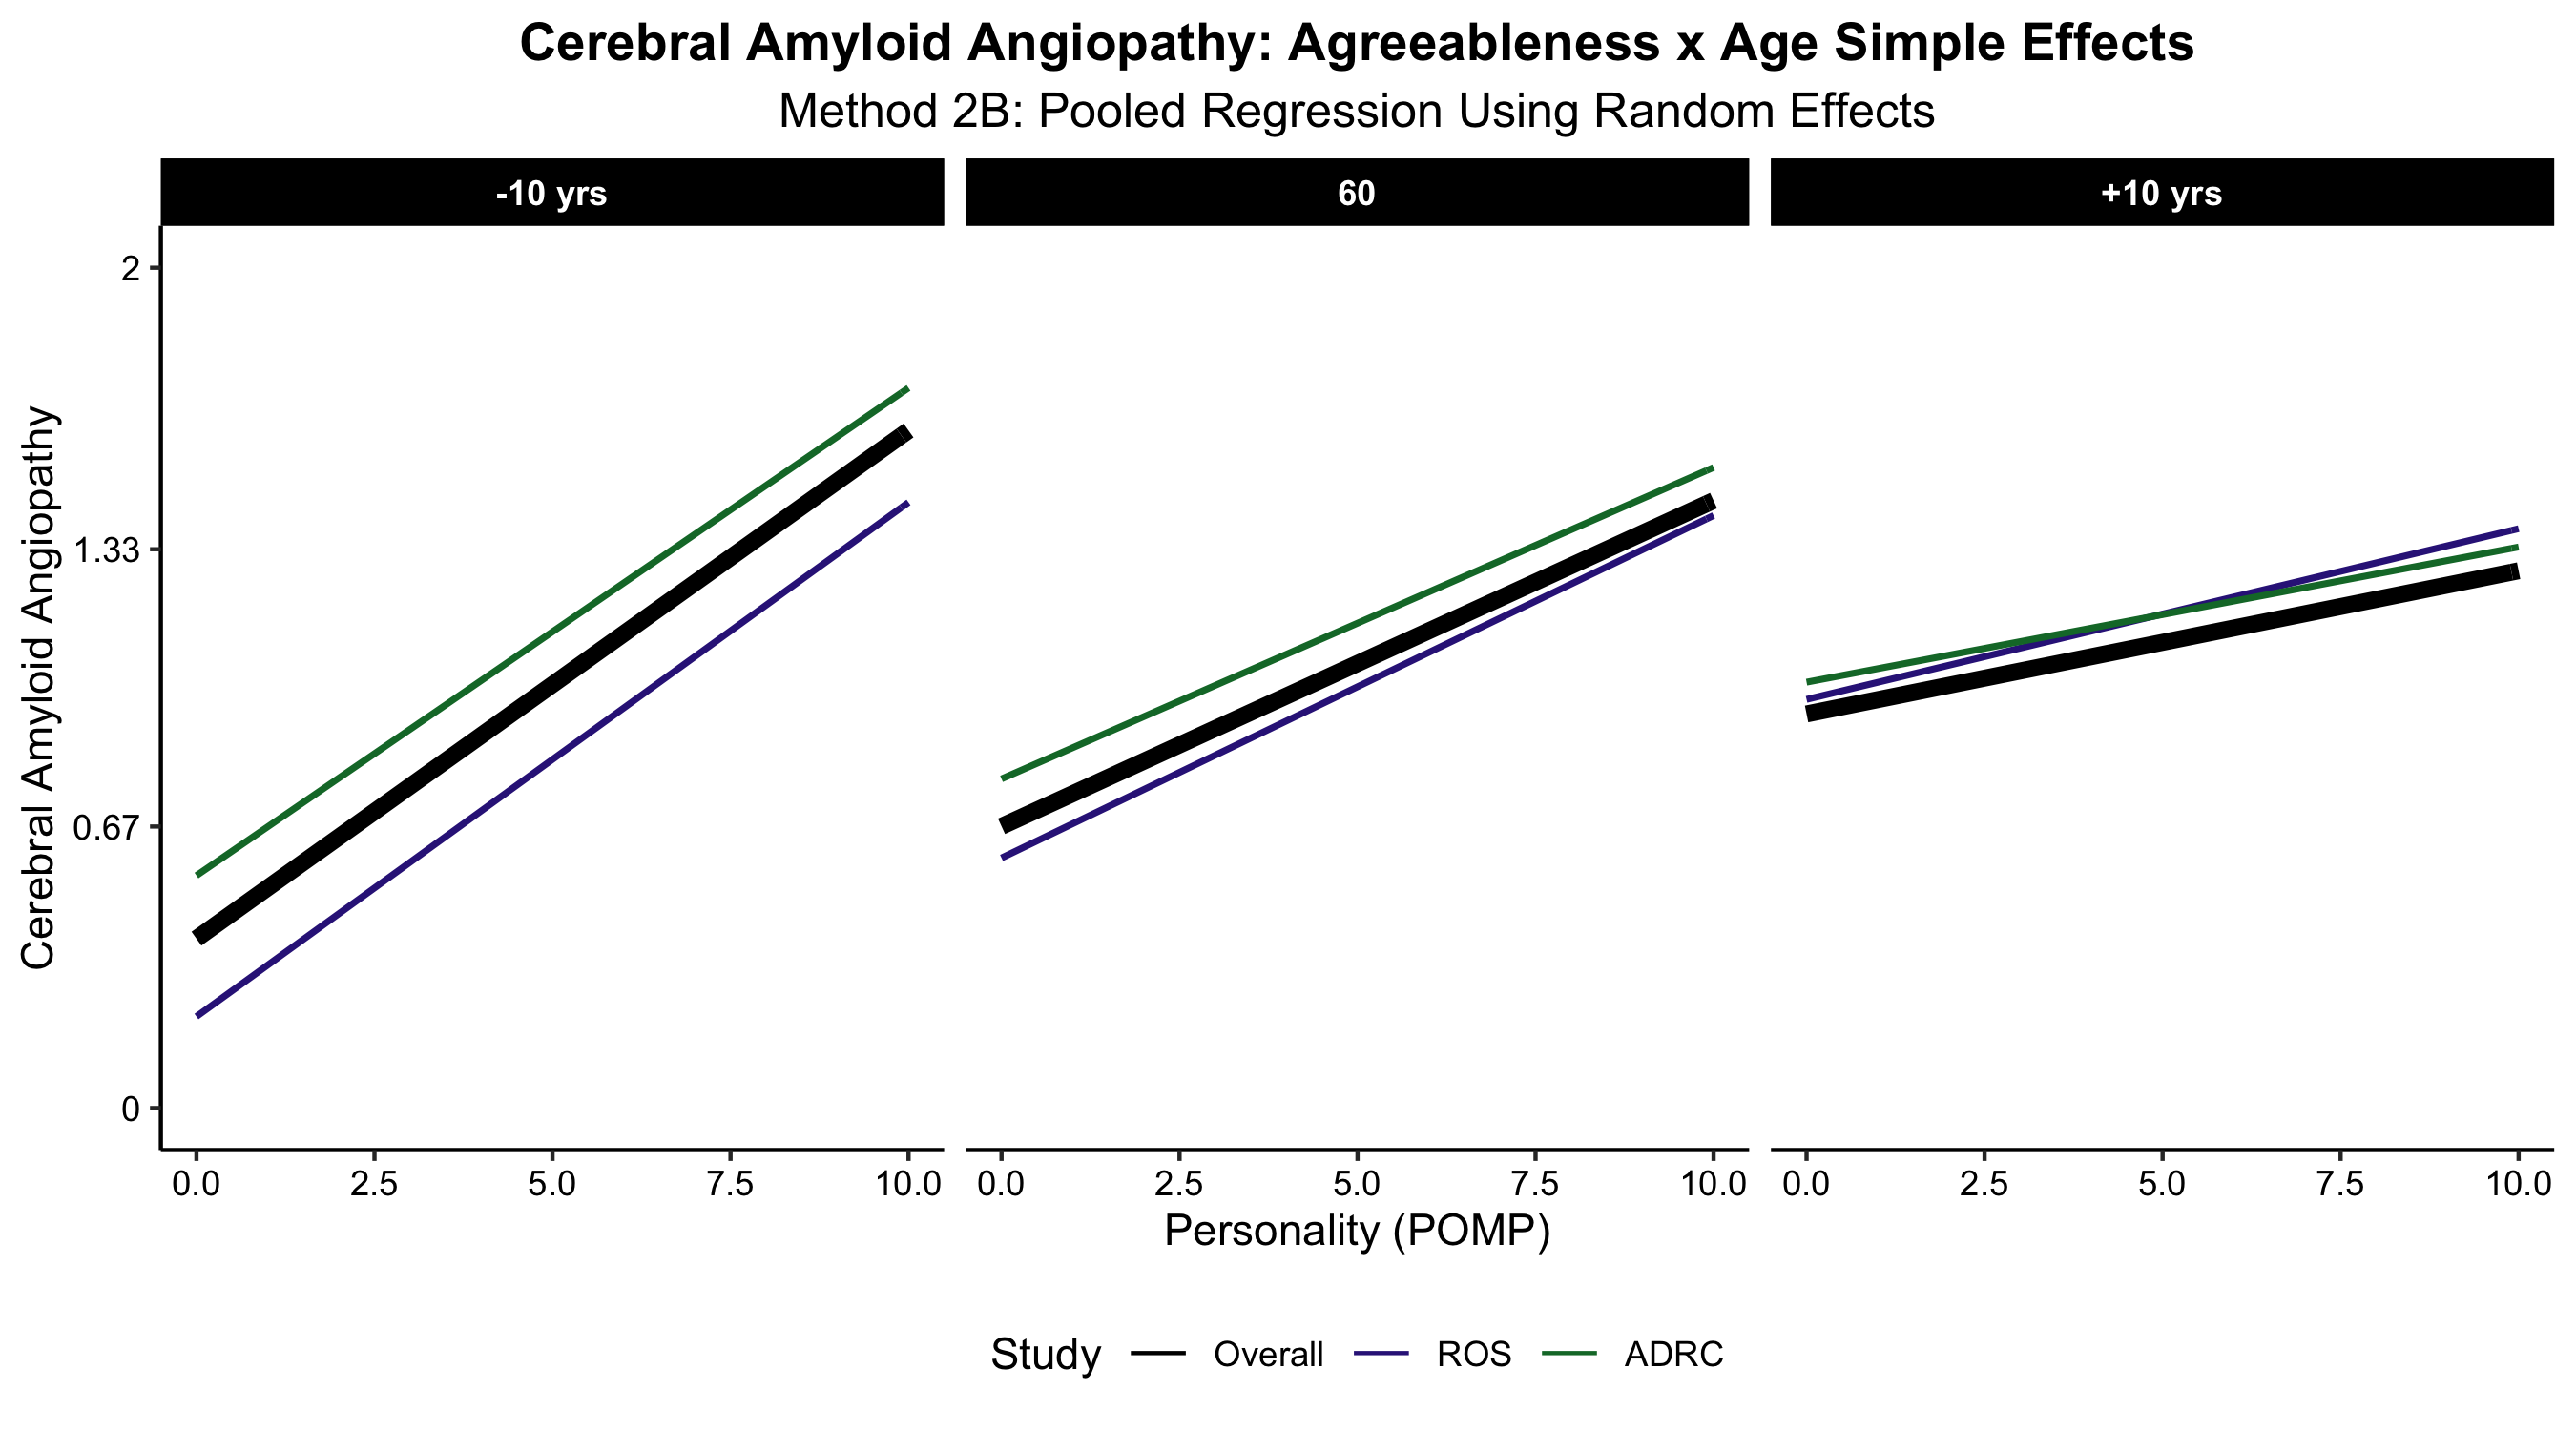 Cerebral Amyloid Angiopathy: Agreeableness x Age Simple Effects
Method 2B: Pooled Regression Using Random Effects
-10 yrs 60 +10 yrs
Cerebral Amyloid Angiopathy
2
1.33
0.67
0
0.0 2.5 5.0 7.5 10.0 0.0 2.5 5.0 7.5 10.0 0.0 2.5 5.0 7.5 10.0
Personality (POMP)
Study Overall ROS ADRC